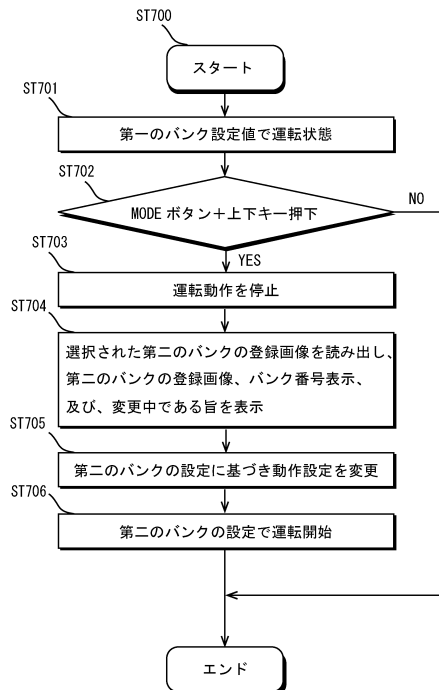 ST700
スタート
ST701
第一のバンク設定値で運転状態
ST702
MODE ボタン＋上下キー押下
NO
YES
ST703
運転動作を停止
ST704
選択された第二のバンクの登録画像を読み出し、
第二のバンクの登録画像、バンク番号表示、
及び、変更中である旨を表示
ST705
第二のバンクの設定に基づき動作設定を変更
ST706
第二のバンクの設定で運転開始
エンド